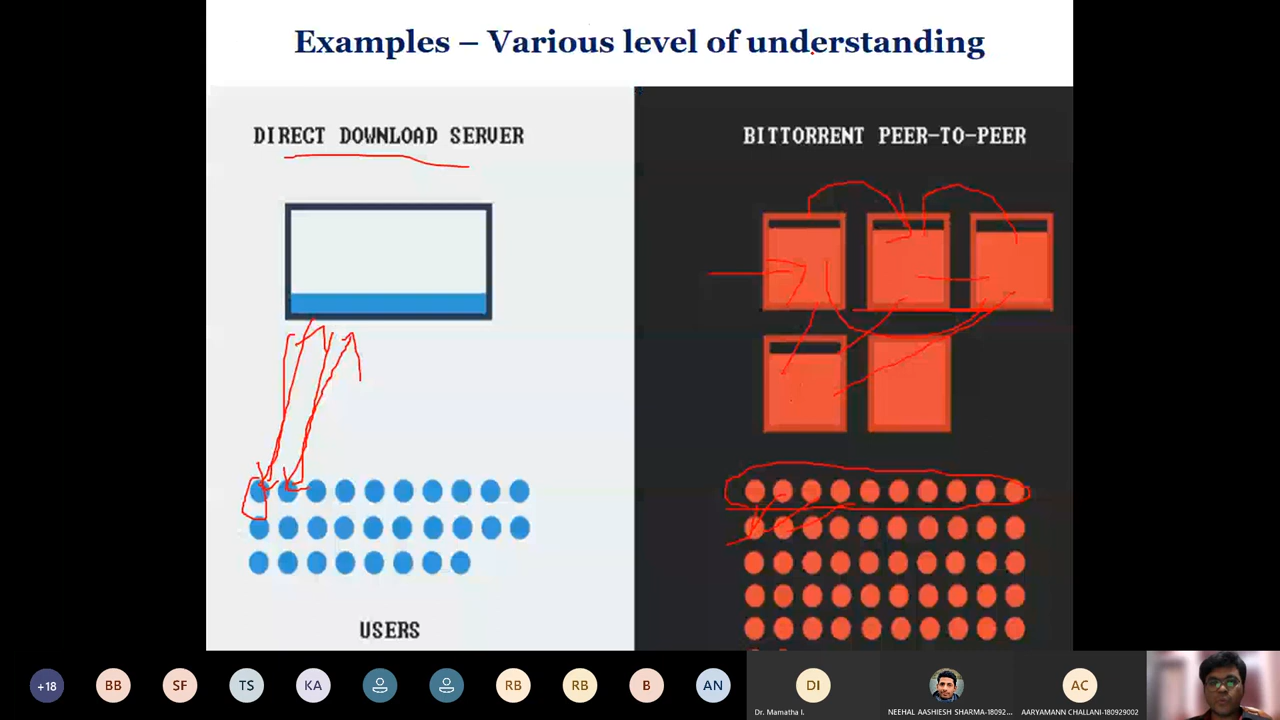 Examples – Various level of understanding
DIRECT DOWNLOAD SERVER
BITTORRENT PEER-TO-PEER
USERS
+18
BB
SF
TS
KA
RB
RB
B
AN
DI
AC
Dr. Mamatha I.
NEEHAL AASHIESH SHARMA-18092...
AARYAMANN CHALLANI-180929002